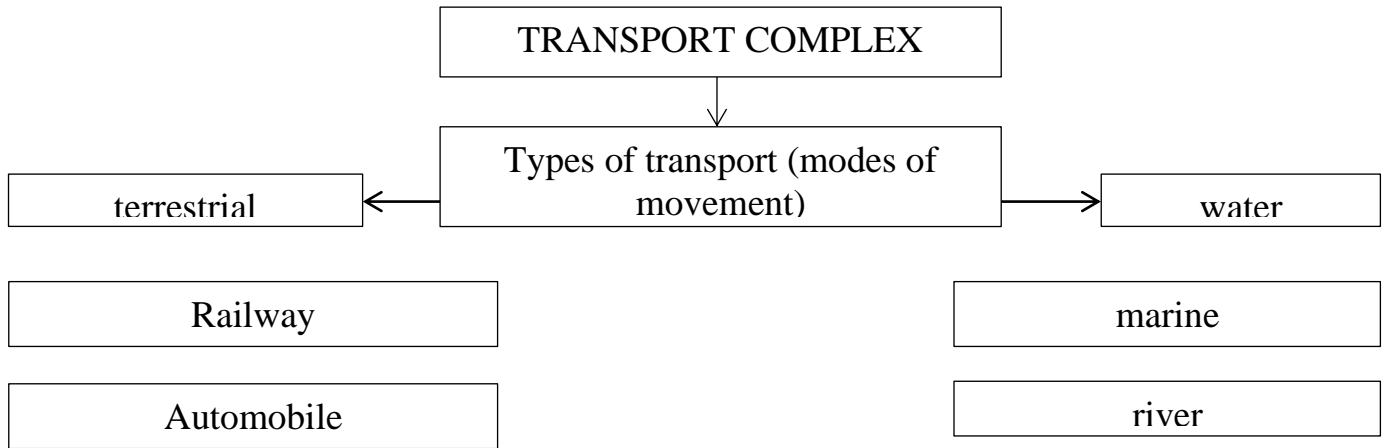 TRANSPORT COMPLEX
Types of transport (modes of
movement)
terrestrial
water
Railway
marine
Automobile
river